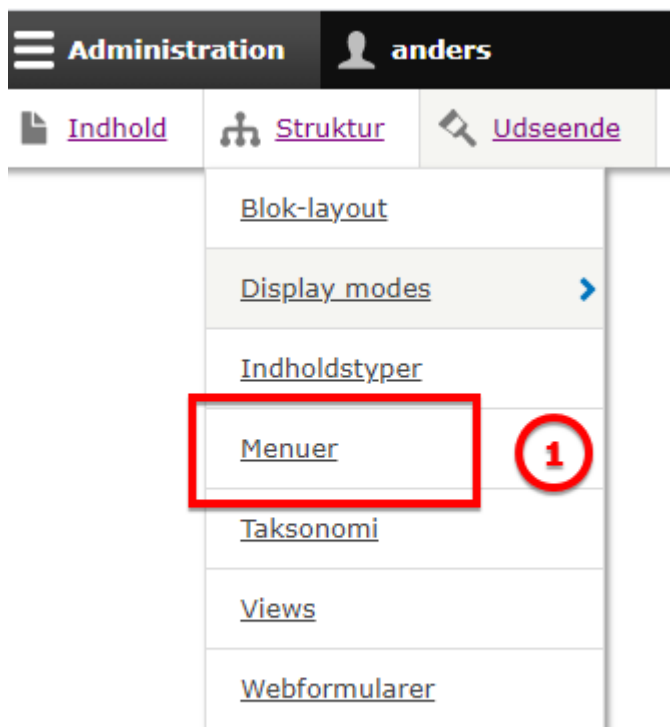 Administration anders
Indhold Struktur Udseende
Blok-layout
Display modes
Indholdstyper
Menuer 1
Taksonomi
Views
Webformularer